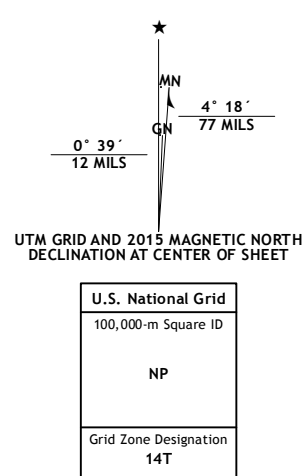 MN
GN
4° 18´
77 MILS
0° 39´
12 MILS
UTM GRID AND 2015 MAGNETIC NORTH
DECLINATION AT CENTER OF SHEET
U.S. National Grid
100,000-m Square ID
NP
Grid Zone Designation
14T